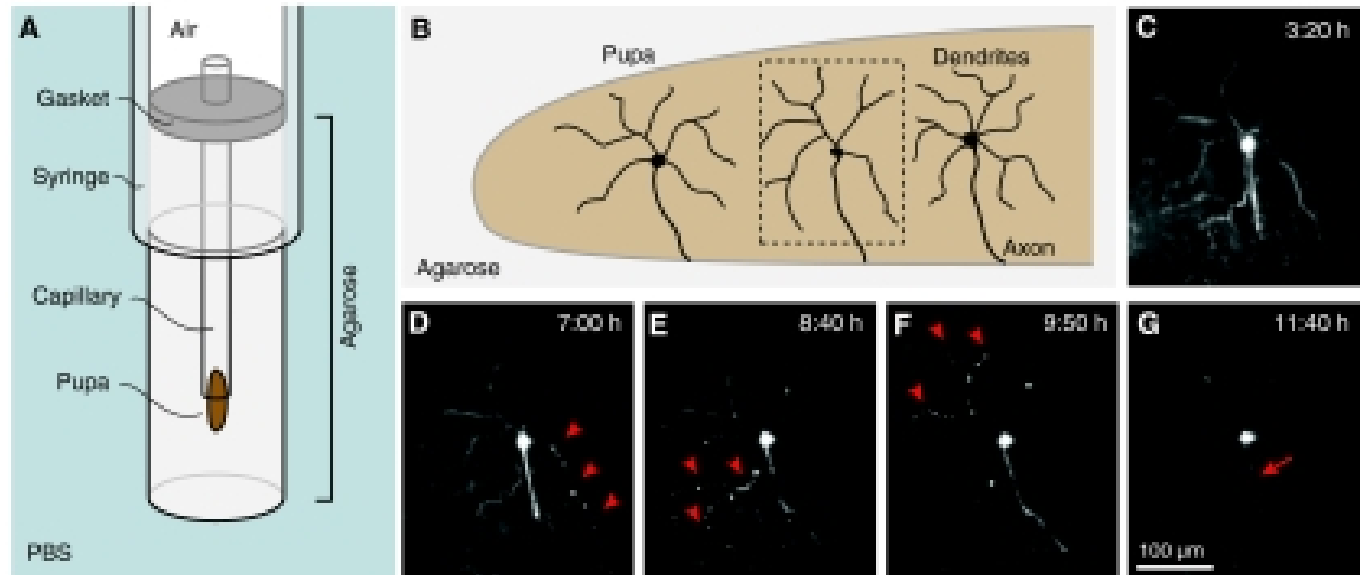 A
Air
Gasket
Syringe
Capillary
Pupa
Agarose
PBS
B
Pupa
Dendrites
Axon
Agarose
C
3:20 h
D
7:00 h
E
8:40 h
F
9:50 h
G
11:40 h
100 µm